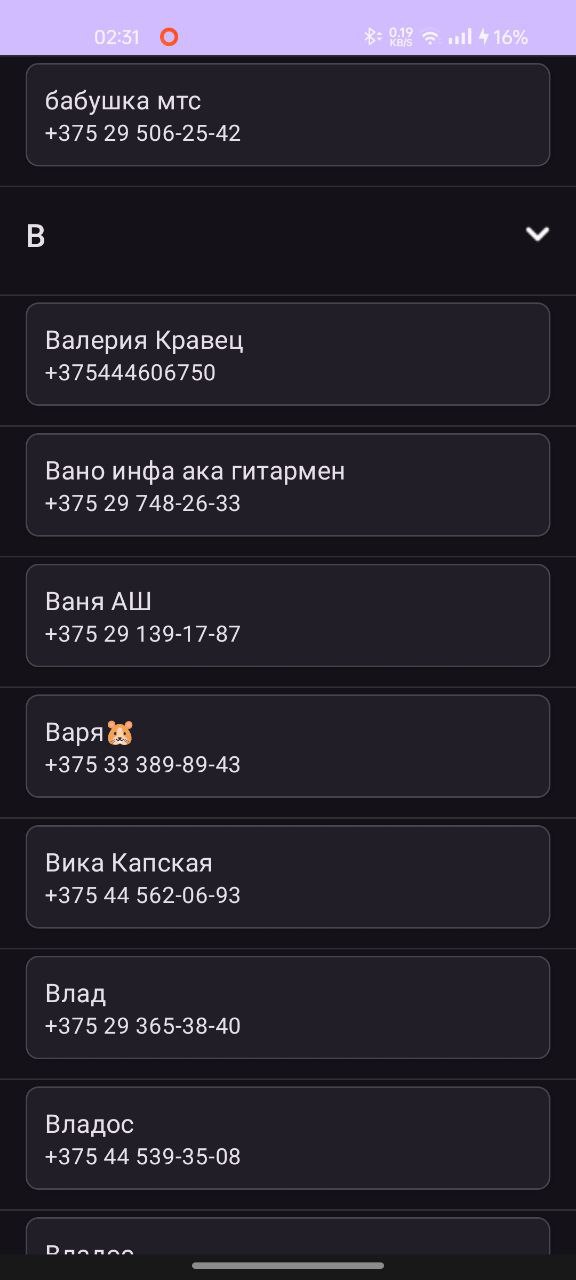 02:31 0.19 KB/S 16%
бабушка мтс
+375 29 506-25-42
В
Валерия Кравец
+375444606750
Вано инфа ака гитармен
+375 29 748-26-33
Ваня АШ
+375 29 139-17-87
Варя🐹
+375 33 389-89-43
Вика Капская
+375 44 562-06-93
Влад
+375 29 365-38-40
Владос
+375 44 539-35-08
Владос